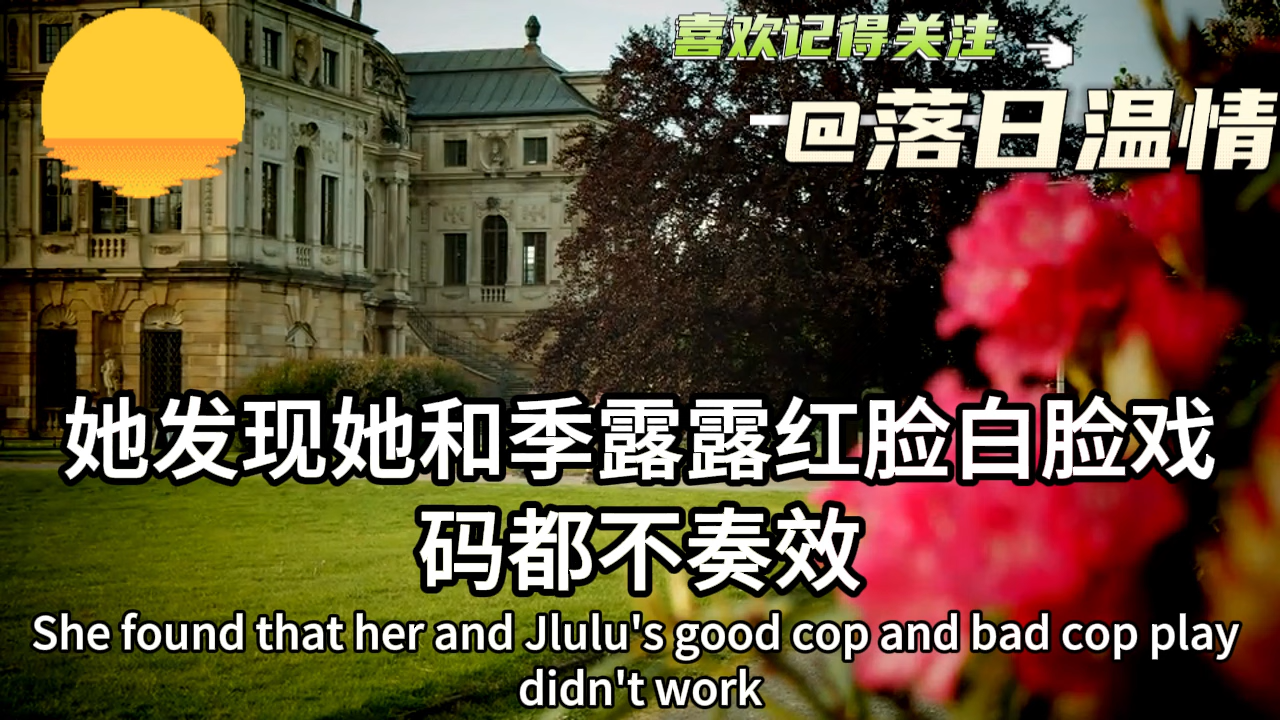 喜欢记得关注
@落日温情
她发现她和季露露红脸白脸戏
码都不奏效
She found that her and Jlulu's good cop and bad cop play
didn't work